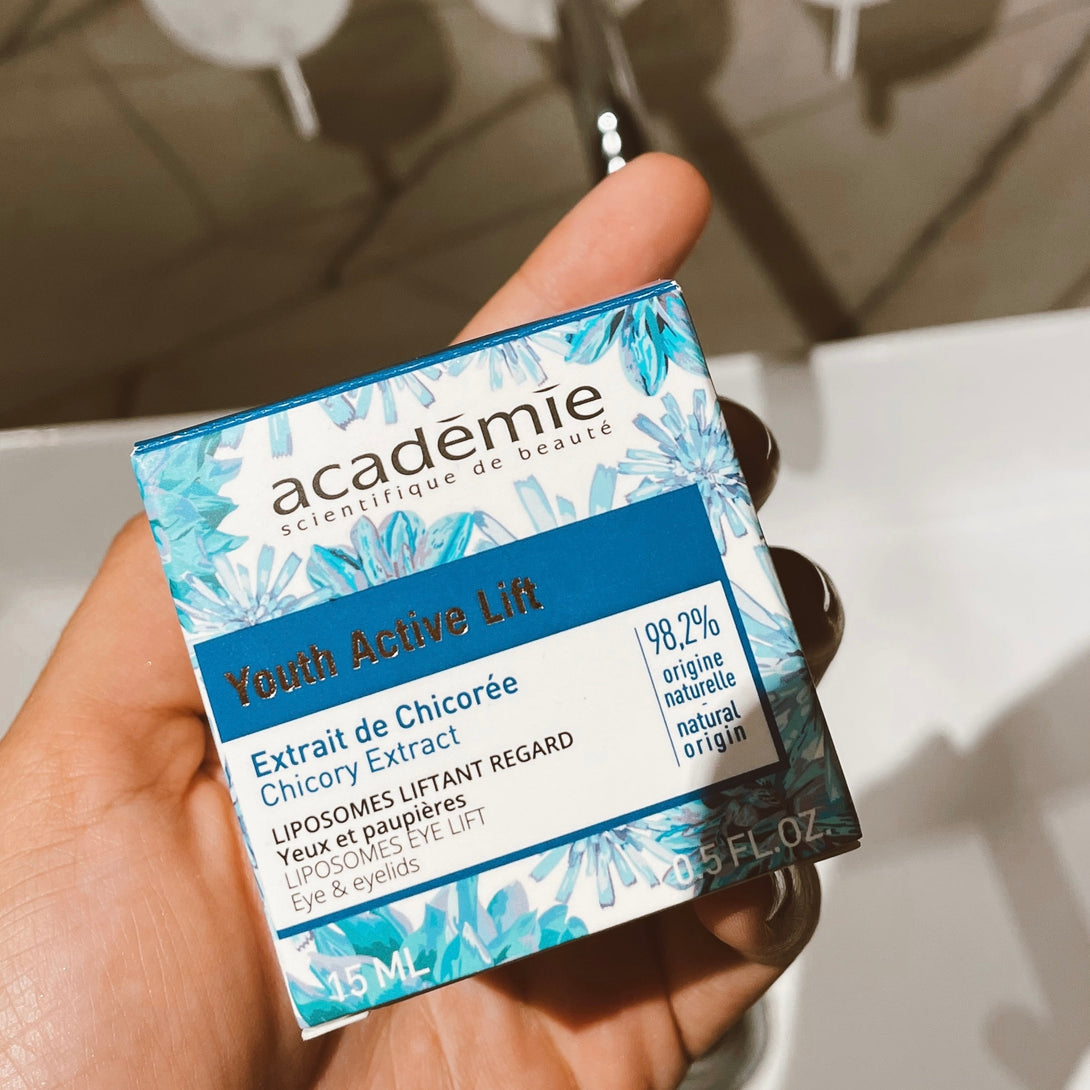 académie
scientifique de beauté
Youth Active Lift
Extrait de Chicorée
Chicory Extract
LIPOSOMES LIFTANT REGARD
Yeux et paupières
LIPOSOMES EYE LIFT
Eye & eyelids
98,2%
origine
naturelle
-
natural
origin
15 ML
0.5 FL.OZ.